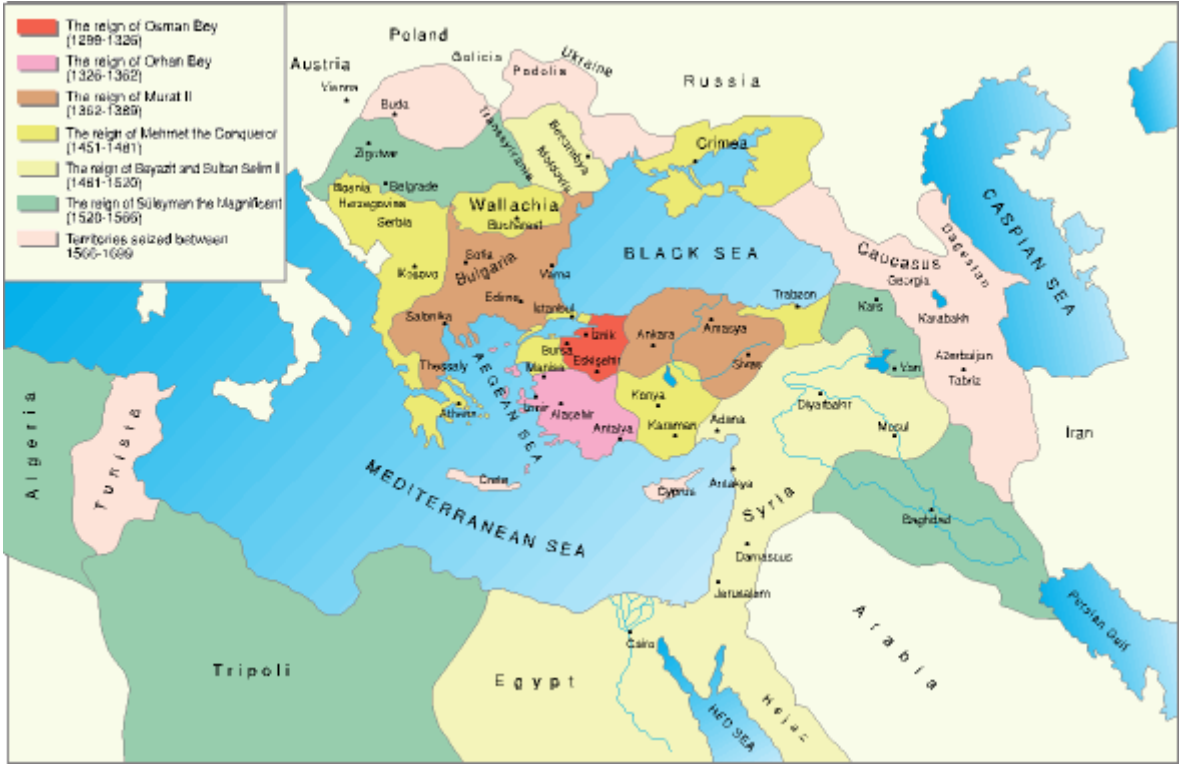 The reign of Osman Bey
(1299-1326)
The reign of Orhan Bey
(1326-1362)
The reign of Murat II
(1362-1389)
The reign of Mehmet the Conqueror
(1451-1481)
The reign of Bayazit and Sultan Selim II
(1481-1520)
The reign of Süleyman the Magnificent
(1520-1566)
Territories seized between
1566-1699
Poland
Austria
Galicia
Podolia
Ukraine
Russia
Vienna
Buda
Transylvania
Moldavia
Crimea
Zigetvar
Bosnia
Belgrade
Herzegovina
Serbia
Wallachia
Bucharest
BLACK SEA
CASPIAN SEA
Dagestan
Caucasus
Georgia
Kosovo
Sofia
Bulgaria
Varna
Edirne
Istanbul
Trabzon
Kars
Karabakh
Salonika
Iznik
Ankara
Amasya
Bursa
Eskişehir
Sivas
Azerbaijan
Tabriz
Van
Thessaly
AEGEAN SEA
Manisa
Izmir
Alaşehir
Konya
Diyarbakır
Athens
Antalya
Karaman
Adana
Mosul
Iran
Algeria
Tunisia
MEDITERRANEAN SEA
Crete
Cyprus
Antakya
Syria
Baghdad
Damascus
Jerusalem
Persian Gulf
Arabia
Cairo
Tripoli
Egypt
Hejas
RED SEA